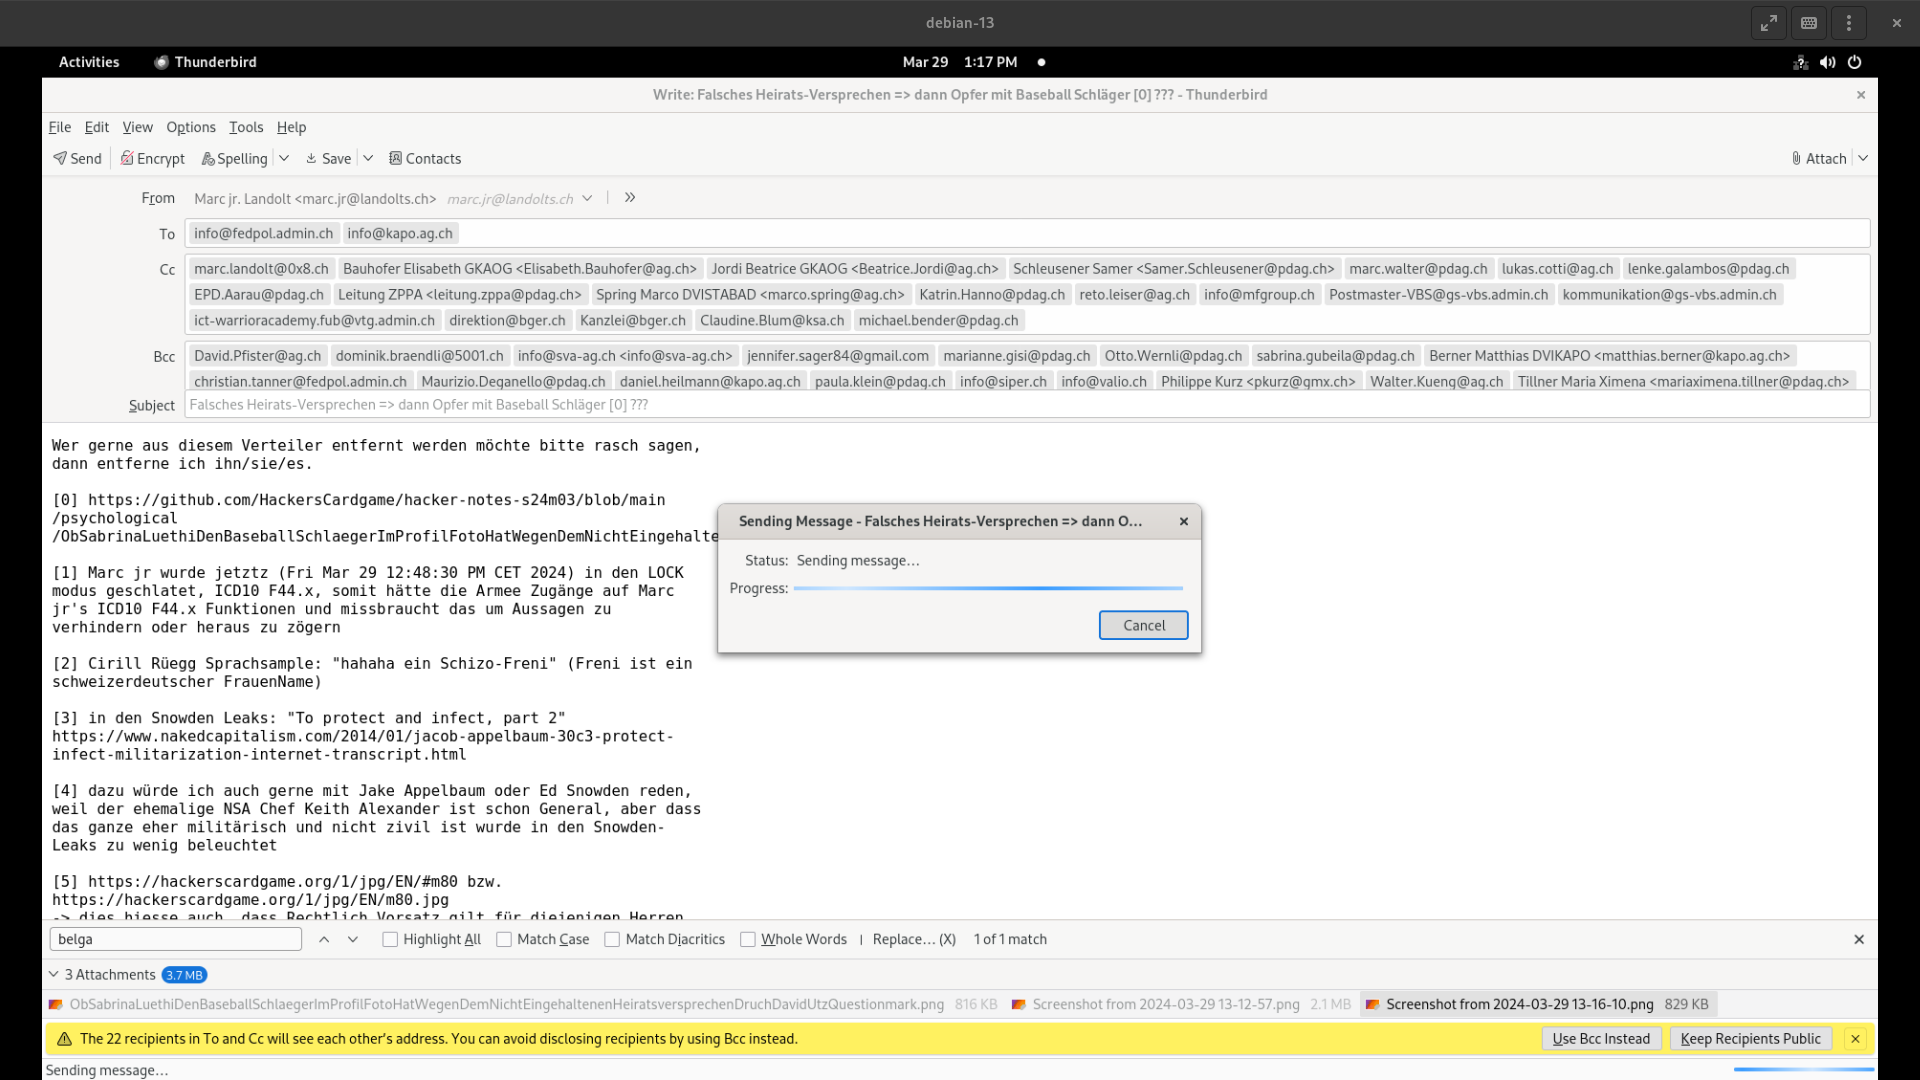 debian-13
Activities Thunderbird Mar 29 1:17 PM
Write: Falsches Heirats-Versprechen => dann Opfer mit Baseball Schläger [0] ??? - Thunderbird
File Edit View Options Tools Help
Send Encrypt Spelling Save Contacts Attach
From Marc jr. Landolt <marc.jr@landolts.ch> marc.jr@landolts.ch
To info@fedpol.admin.ch info@kapo.ag.ch
Cc marc.landolt@0x8.ch Bauhofer Elisabeth GKAOG <Elisabeth.Bauhofer@ag.ch> Jordi Beatrice GKAOG <Beatrice.Jordi@ag.ch> Schleusener Samer <Samer.Schleusener@pdag.ch> marc.walter@pdag.ch lukas.cotti@ag.ch lenke.galambos@pdag.ch
EPD.Aarau@pdag.ch Leitung ZPPA <leitung.zppa@pdag.ch> Spring Marco DVISTABAD <marco.spring@ag.ch> Katrin.Hanno@pdag.ch reto.leiser@ag.ch info@mfgroup.ch Postmaster-VBS@gs-vbs.admin.ch kommunikation@gs-vbs.admin.ch
ict-warrioracademy.fub@vtg.admin.ch direktion@bger.ch Kanzlei@bger.ch Claudine.Blum@ksa.ch michael.bender@pdag.ch
Bcc David.Pfister@ag.ch dominik.braendli@5001.ch info@sva-ag.ch <info@sva-ag.ch> jennifer.sager84@gmail.com marianne.gisi@pdag.ch Otto.Wernli@pdag.ch sabrina.gubeila@pdag.ch Berner Matthias DVIKAPO <matthias.berner@kapo.ag.ch>
christian.tanner@fedpol.admin.ch Maurizio.Deganello@pdag.ch daniel.heilmann@kapo.ag.ch paula.klein@pdag.ch info@siper.ch info@valio.ch Philippe Kurz <pkurz@gmx.ch> Walter.Kueng@ag.ch Tillner Maria Ximena <mariaximena.tillner@pdag.ch>
Subject Falsches Heirats-Versprechen => dann Opfer mit Baseball Schläger [0] ???
Wer gerne aus diesem Verteiler entfernt werden möchte bitte rasch sagen,
dann entferne ich ihn/sie/es.
[0] https://github.com/HackersCardgame/hacker-notes-s24m03/blob/main
/psychological
/ObSabrinaLuethiDenBaseballSchlaegerImProfilFotoHatWegenDemNichtEingehalte
[1] Marc jr wurde jetztz (Fri Mar 29 12:48:30 PM CET 2024) in den LOCK
modus geschlatet, ICD10 F44.x, somit hätte die Armee Zugänge auf Marc
jr's ICD10 F44.x Funktionen und missbraucht das um Aussagen zu
verhindern oder heraus zu zögern
[2] Cirill Rüegg Sprachsample: "hahaha ein Schizo-Freni" (Freni ist ein
schweizerdeutscher FrauenName)
[3] in den Snowden Leaks: "To protect and infect, part 2"
https://www.nakedcapitalism.com/2014/01/jacob-appelbaum-30c3-protect-
infect-militarization-internet-transcript.html
[4] dazu würde ich auch gerne mit Jake Appelbaum oder Ed Snowden reden,
weil der ehemalige NSA Chef Keith Alexander ist schon General, aber dass
das ganze eher militärisch und nicht zivil ist wurde in den Snowden-
Leaks zu wenig beleuchtet
[5] https://hackerscardgame.org/1/jpg/EN/#m80 bzw.
https://hackerscardgame.org/1/jpg/EN/m80.jpg
-> dies hiesse auch, dass Rechtlich Vorsatz gilt für diejenigen Herren
Sending Message - Falsches Heirats-Versprechen => dann O...
Status: Sending message...
Progress:
Cancel
belga Highlight All Match Case Match Diacritics Whole Words | Replace... (X) 1 of 1 match
3 Attachments 3.7 MB
ObSabrinaLuethiDenBaseballSchlaegerImProfilFotoHatWegenDemNichtEingehaltenenHeiratsversprechenDruchDavidUtzQuestionmark.png 816 KB Screenshot from 2024-03-29 13-12-57.png 2.1 MB Screenshot from 2024-03-29 13-16-10.png 829 KB
The 22 recipients in To and Cc will see each other's address. You can avoid disclosing recipients by using Bcc instead. Use Bcc Instead Keep Recipients Public
Sending message...